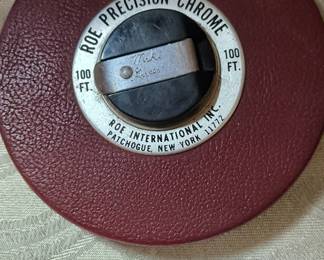 ROE PRECISION CHROME
100 FT.
100 FT.
ROE INTERNATIONAL INC.
PATCHOGUE, NEW YORK 11772